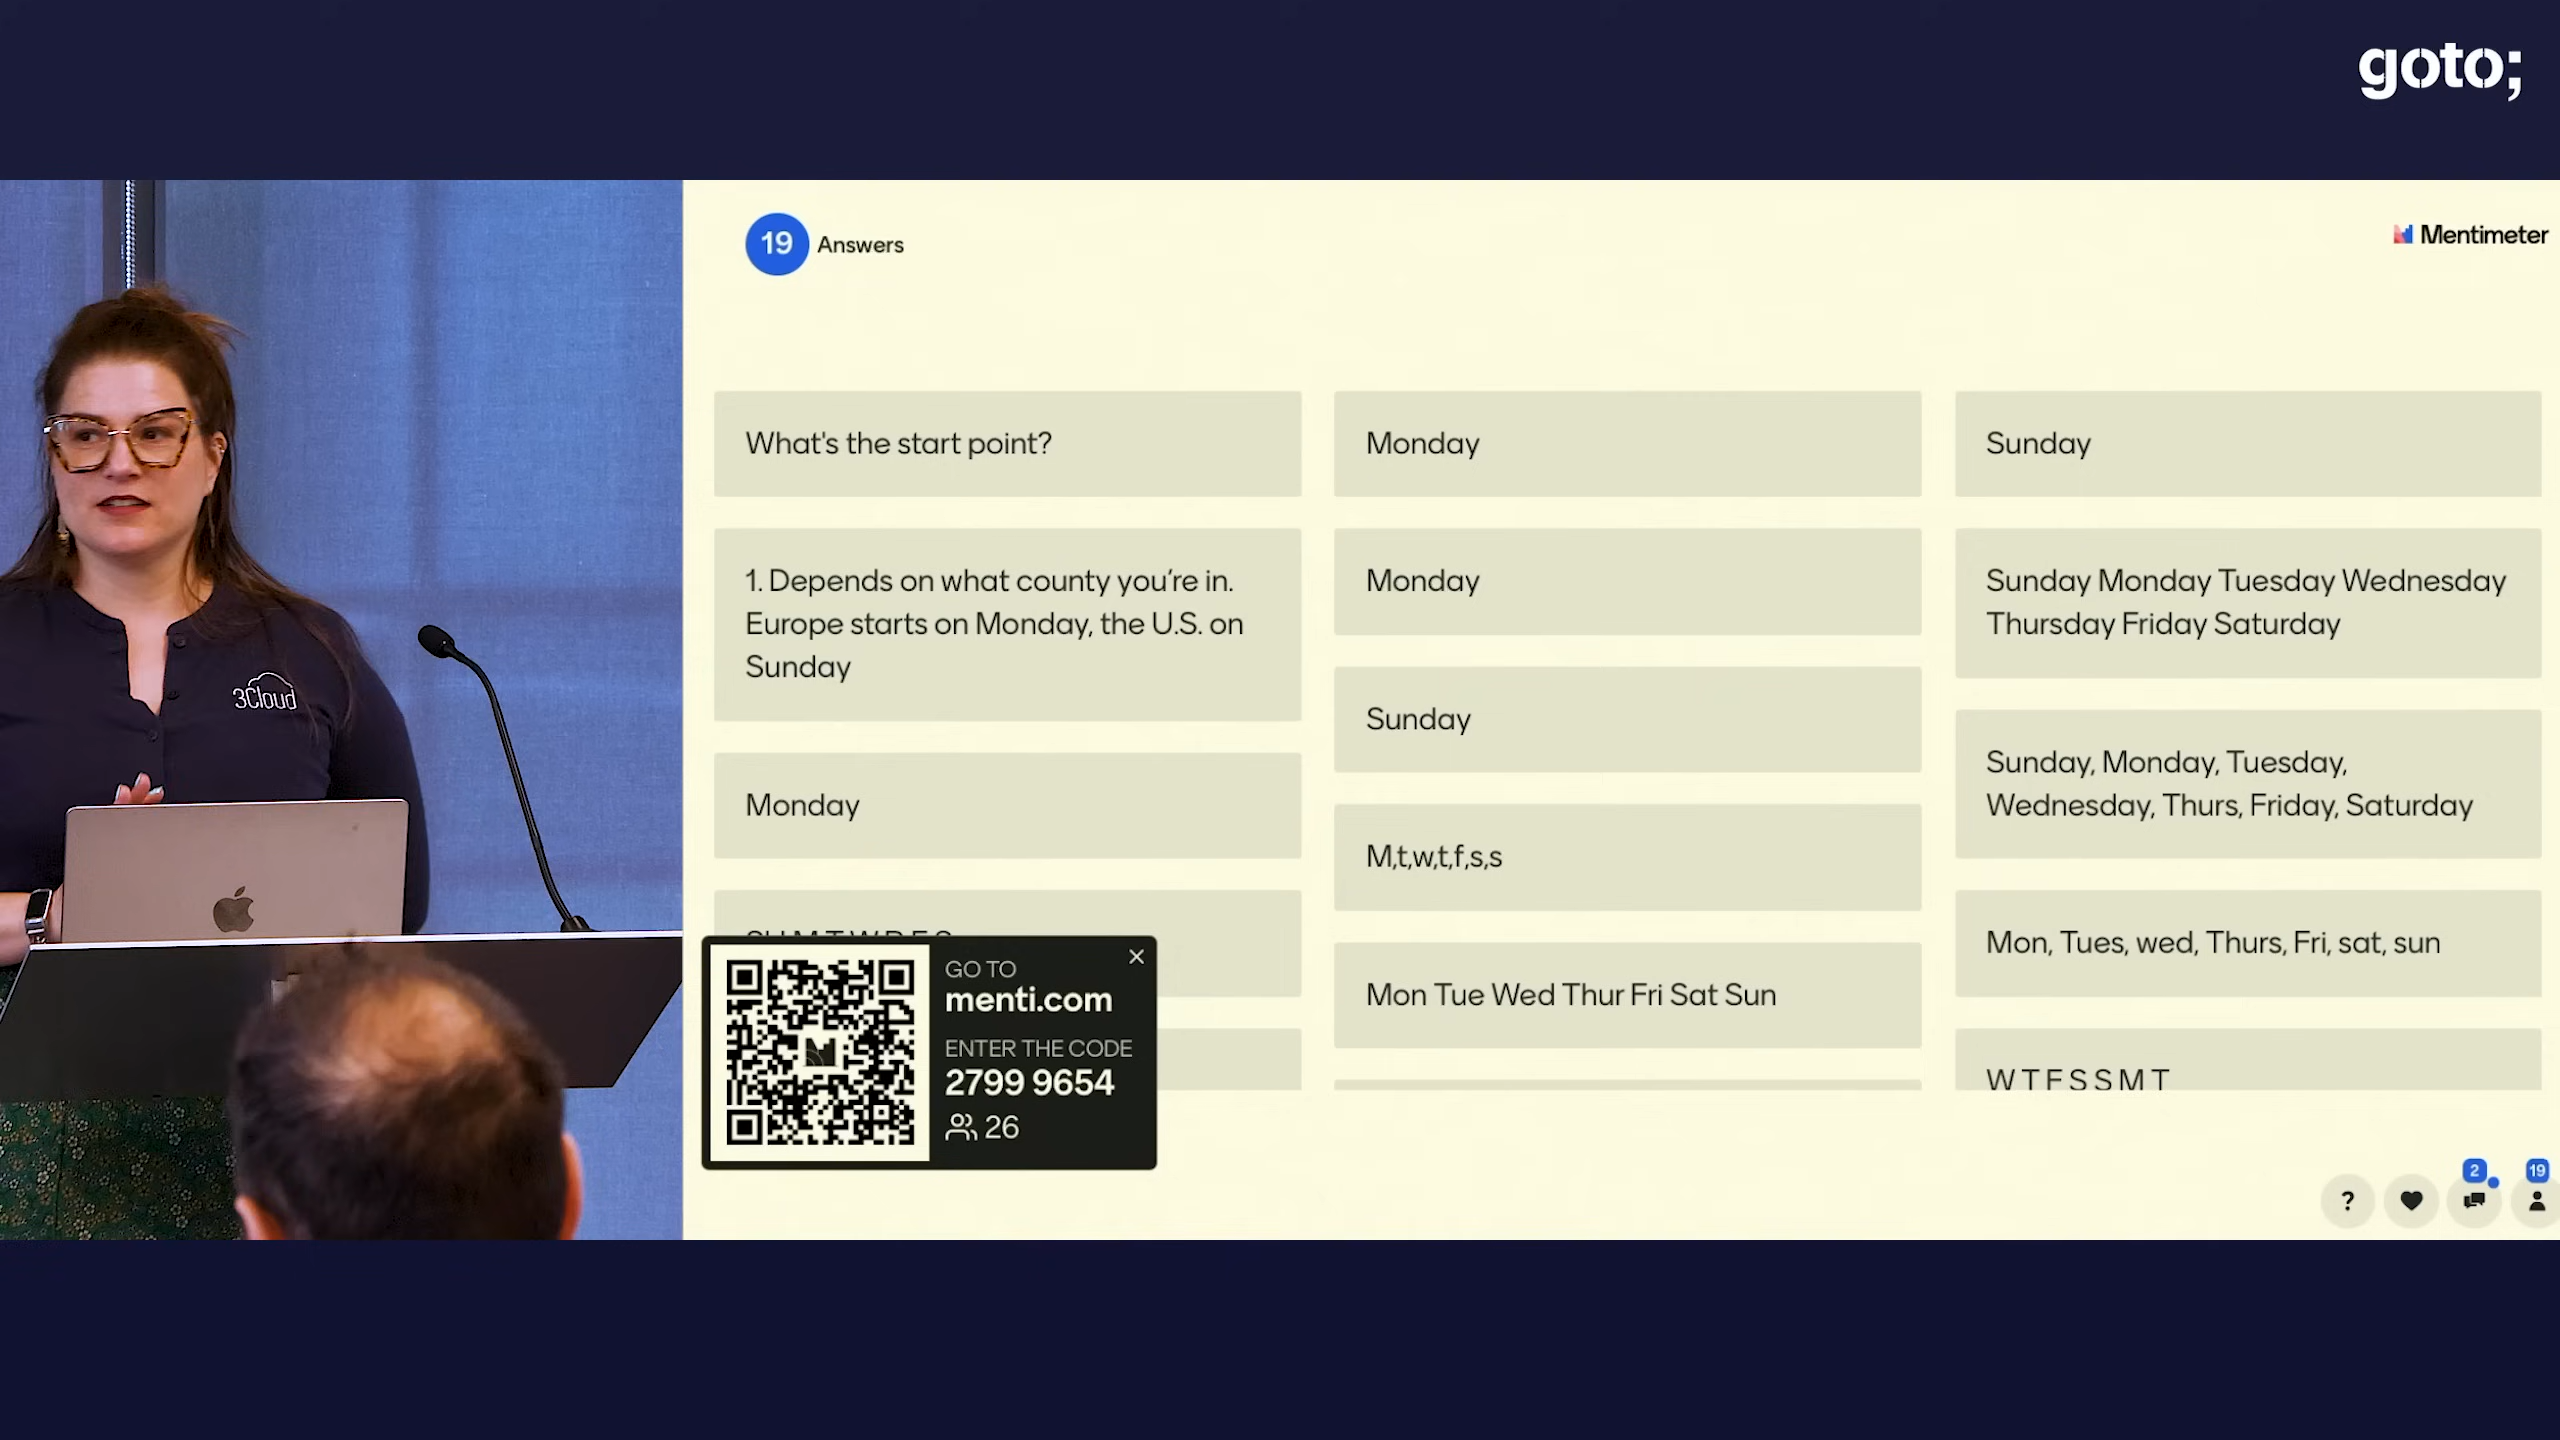 goto;
3Cloud
19 Answers
Mentimeter
What's the start point?
1. Depends on what county you're in.
Europe starts on Monday, the U.S. on
Sunday
Monday
Monday
Monday
Sunday
M,t,w,t,f,s,s
Mon Tue Wed Thur Fri Sat Sun
Sunday
Sunday Monday Tuesday Wednesday
Thursday Friday Saturday
Sunday, Monday, Tuesday,
Wednesday, Thurs, Friday, Saturday
Mon, Tues, wed, Thurs, Fri, sat, sun
W T F S S M T
GO TO
menti.com
ENTER THE CODE
2799 9654
26
?
2
19